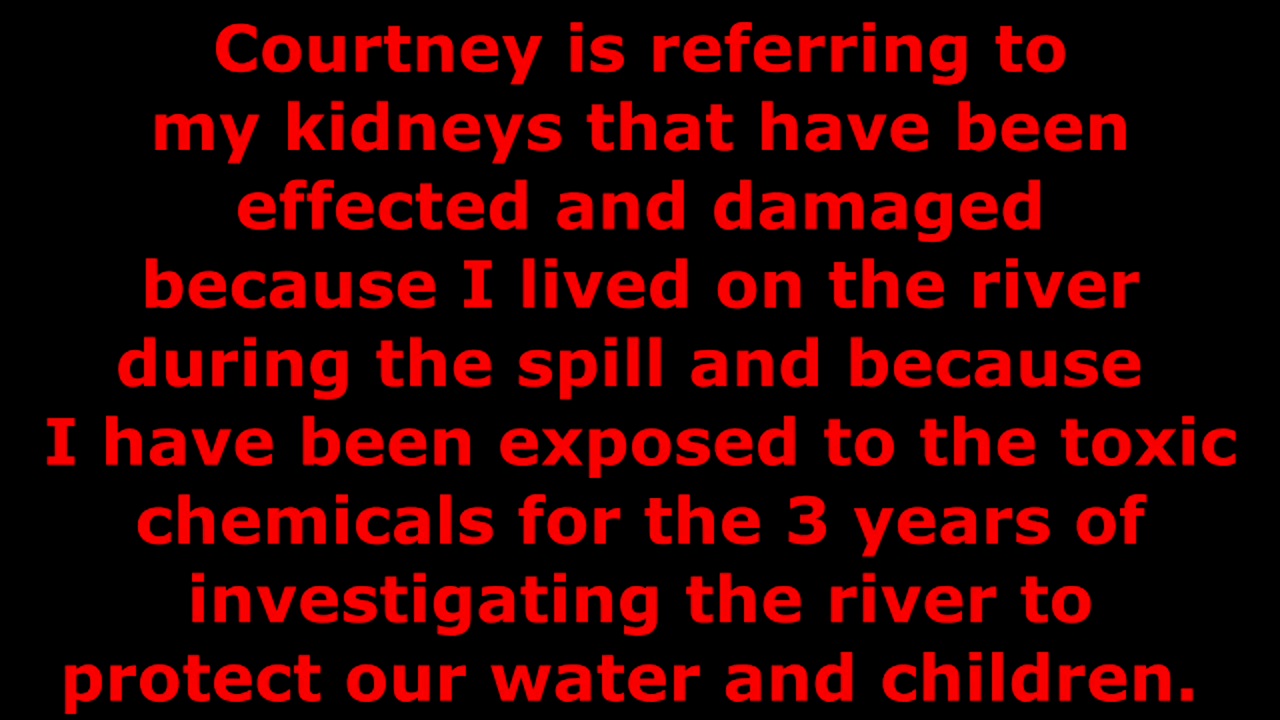 Courtney is referring to
my kidneys that have been
effected and damaged
because I lived on the river
during the spill and because
I have been exposed to the toxic
chemicals for the 3 years of
investigating the river to
protect our water and children.